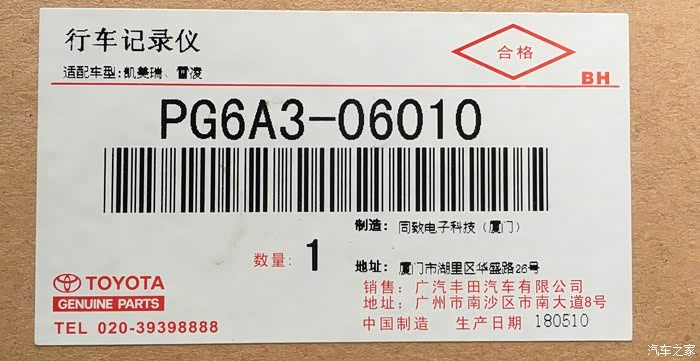 行车记录仪
适配车型:凯美瑞、雷凌
合格
BH
PG6A3-06010
制造: 同致电子科技(厦门)
数量: 1
地址: 厦门市湖里区华盛路26号
TOYOTA
GENUINE PARTS
销售: 广汽丰田汽车有限公司
地址: 广州市南沙区市南大道8号
TEL 020-39398888
中国制造 生产日期 180510
汽车之家